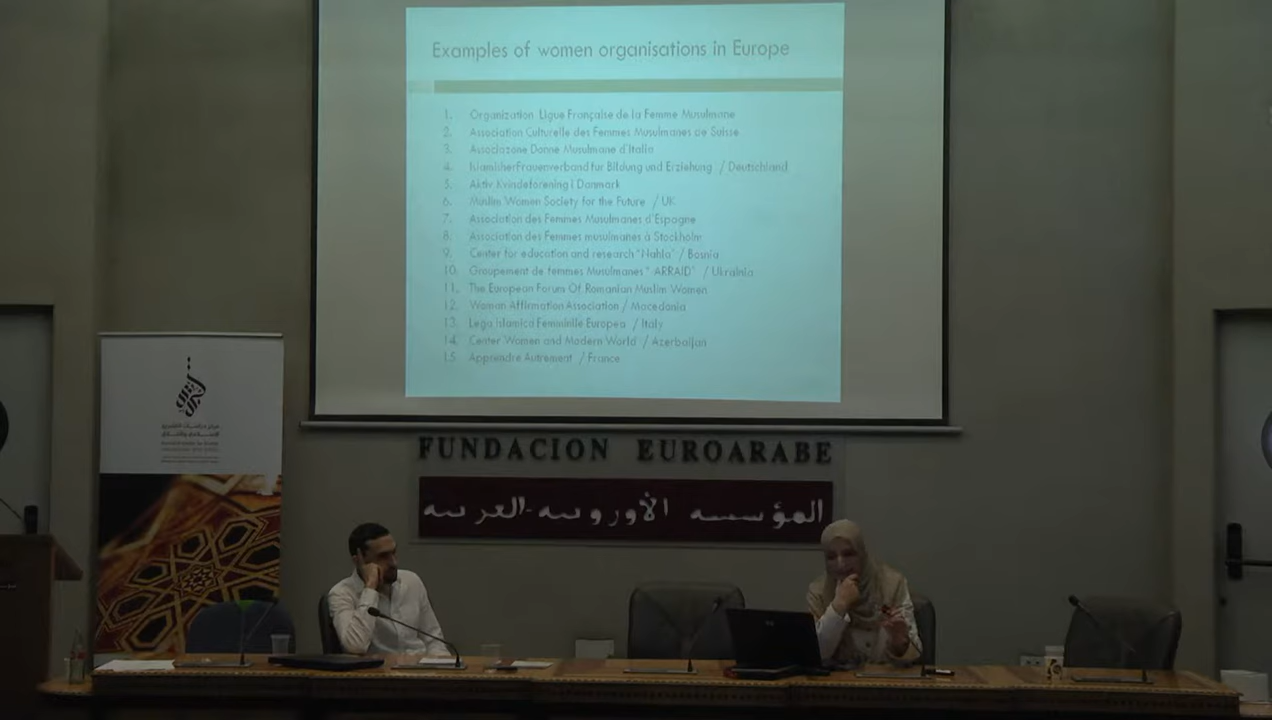 Examples of women organisations in Europe
1. Organization Ligue Française de la Femme Musulmane
2. Association Culturelle des Femmes Musulmanes de Suisse
3. Associazone Donne Musulmane d'Italia
4. IslamisherFrauenverband fur Bildung und Erziehung / Deutschland
5. Aktiv Kvindeforening i Danmark
6. Muslim Women Society for the Future / UK
7. Association des Femmes Musulmanes d'Espagne
8. Association des Femmes musulmanes à Stockholm
9. Center for education and research "Nahla" / Bosnia
10. Groupement de femmes Musulmanes " ARRAID" / Ukrainia
11. The European Forum Of Romanian Muslim Women
12. Woman Affirmation Association / Macedonia
13. Lega Islamica Femminile Europea / Italy
14. Center Women and Modern World / Azerbaijan
15. Apprendre Autrement / France
FUNDACION EUROARABE
المؤسسة الأوروبية-العربية